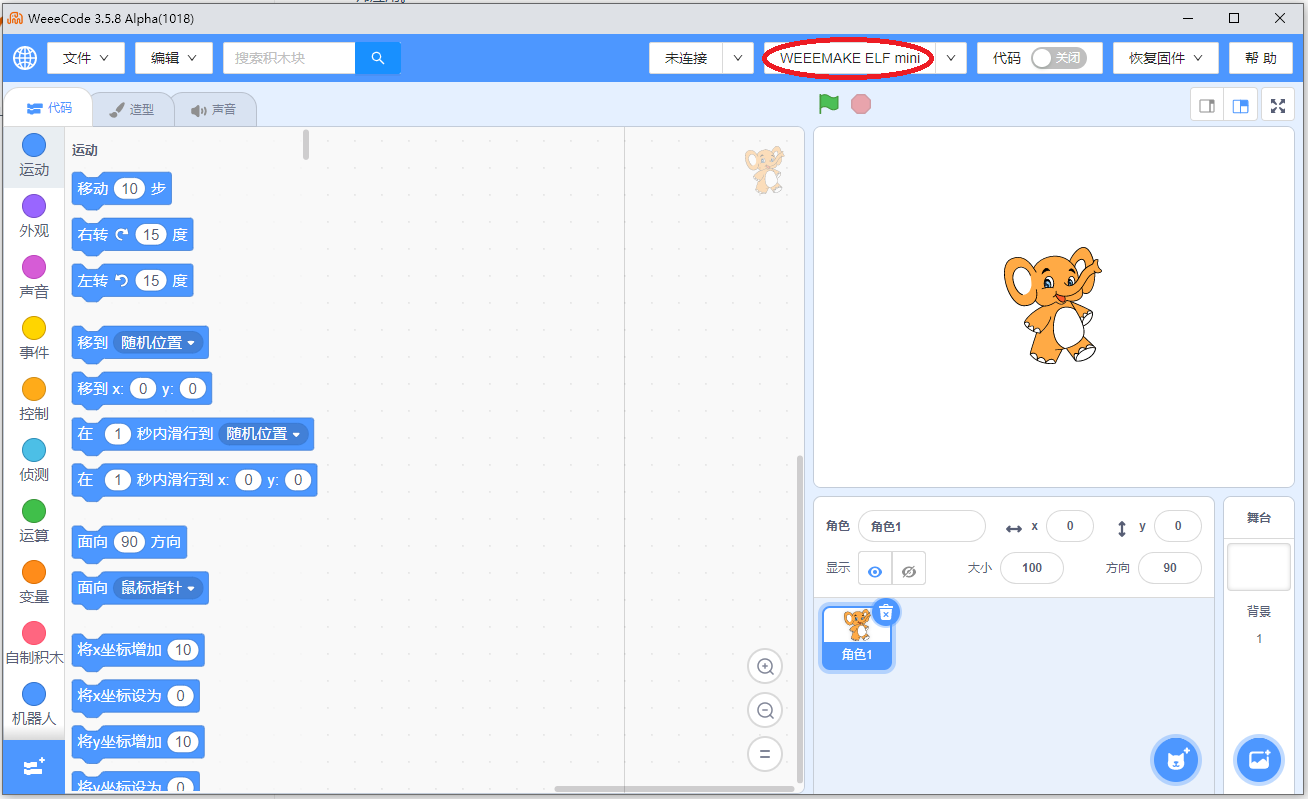 WeeeCode 3.5.8 Alpha(1018)
文件 编辑 搜索积木块 未连接 WEEEMAKE ELF mini 代码 关闭 恢复固件 帮 助
代码 造型 声音
运动
外观
声音
事件
控制
侦测
运算
变量
自制积木
机器人
运动
移动 10 步
右转 15 度
左转 15 度
移到 随机位置
移到 x: 0 y: 0
在 1 秒内滑行到 随机位置
在 1 秒内滑行到 x: 0 y: 0
面向 90 方向
面向 鼠标指针
将x坐标增加 10
将x坐标设为 0
将y坐标增加 10
将y坐标设为 0
角色 角色1 x 0 y 0
显示 大小 100 方向 90
角色1
舞台
背景
1